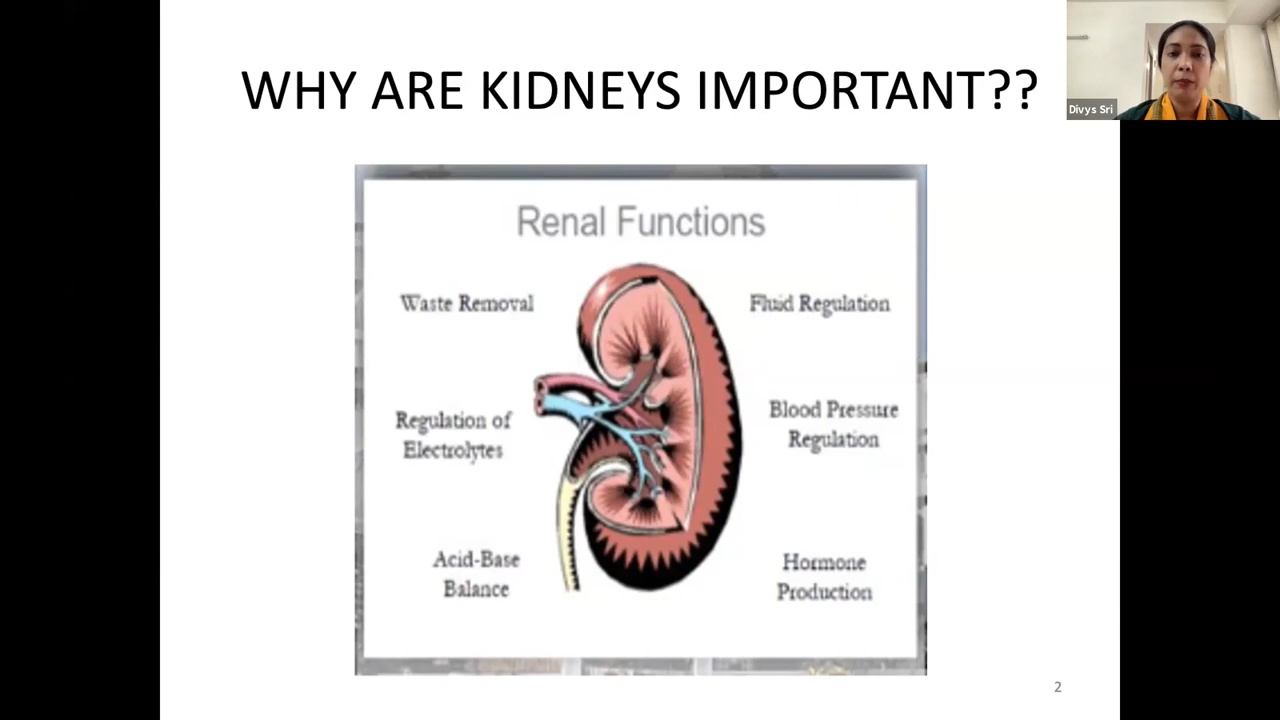 WHY ARE KIDNEYS IMPORTANT??
Divys Sri
Renal Functions
Waste Removal
Fluid Regulation
Regulation of
Electrolytes
Blood Pressure
Regulation
Acid-Base
Balance
Hormone
Production
2